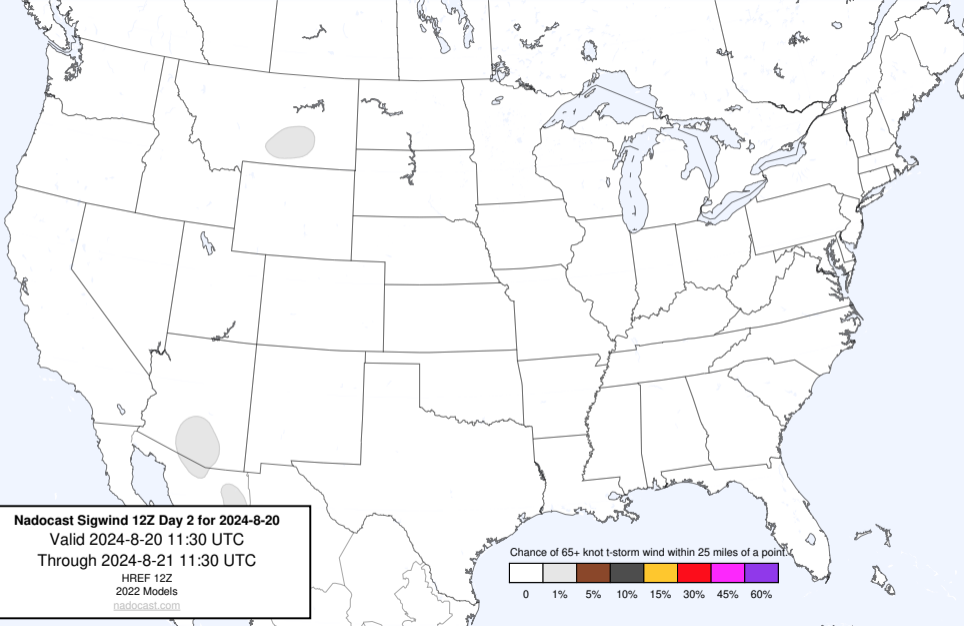 Nadocast Sigwind 12Z Day 2 for 2024-8-20
Valid 2024-8-20 11:30 UTC
Through 2024-8-21 11:30 UTC
HREF 12Z
2022 Models
nadocast.com
Chance of 65+ knot t-storm wind within 25 miles of a point.
0 1% 5% 10% 15% 30% 45% 60%